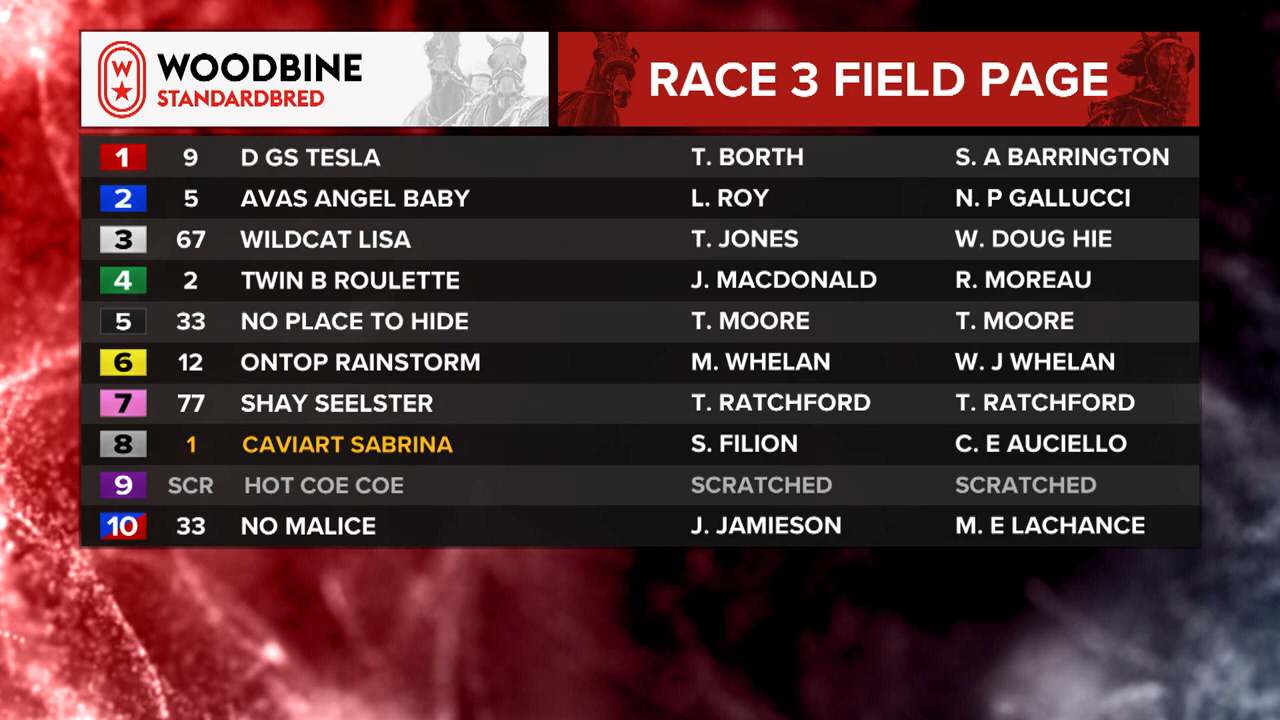 W
WOODBINE
STANDARDBRED
RACE 3 FIELD PAGE
1 9 D GS TESLA T. BORTH S. A BARRINGTON
2 5 AVAS ANGEL BABY L. ROY N. P GALLUCCI
3 67 WILDCAT LISA T. JONES W. DOUG HIE
4 2 TWIN B ROULETTE J. MACDONALD R. MOREAU
5 33 NO PLACE TO HIDE T. MOORE T. MOORE
6 12 ONTOP RAINSTORM M. WHELAN W. J WHELAN
7 77 SHAY SEELSTER T. RATCHFORD T. RATCHFORD
8 1 CAVIART SABRINA S. FILION C. E AUCIELLO
9 SCR HOT COE COE SCRATCHED SCRATCHED
10 33 NO MALICE J. JAMIESON M. E LACHANCE